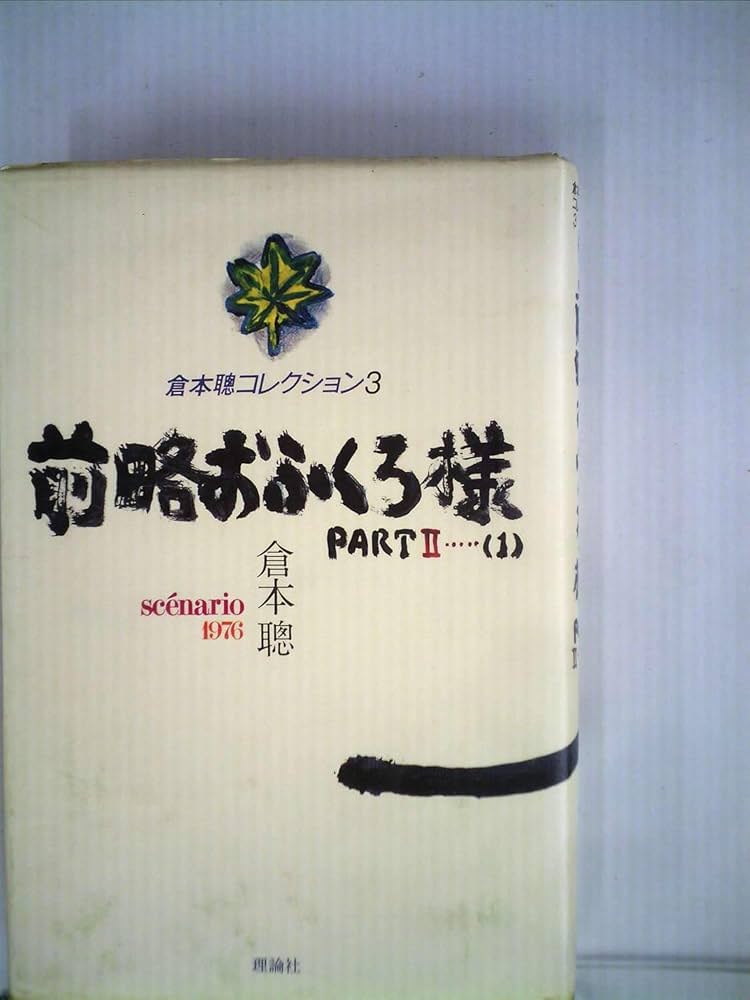 倉本聰コレクション3
前略おふくろ様
PART II・・・・・(1)
倉本聰
scénario
1976
理論社